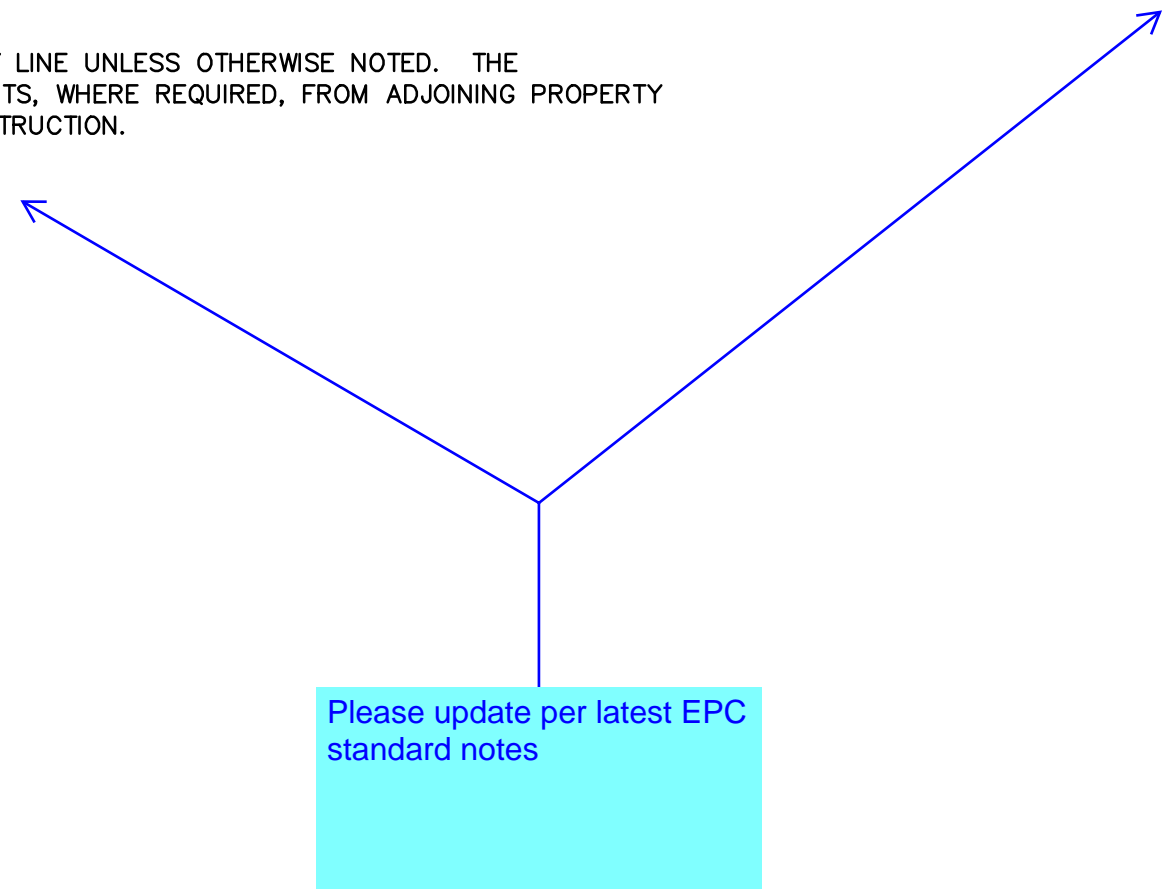 LINE UNLESS OTHERWISE NOTED. THE
TS, WHERE REQUIRED, FROM ADJOINING PROPERTY
TRUCTION.
Please update per latest EPC
standard notes